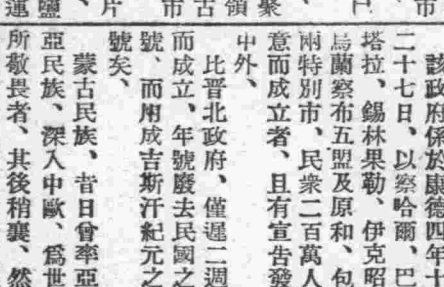 該政府係於康德四年十
二十七日、以察哈爾、巴
塔拉、錫林果勒、伊克昭
烏蘭察布五盟及原和、包
兩特別市、民衆二百萬人
意而成立者、且有宣告發
中外、
比晋北政府、僅遲二週
而成立、年號廢去民國之
號、而用成吉斯汗紀元之
號矣、
蒙古民族、昔日曾率亞
亞民族、深入中歐、爲世
所敬畏者、其後稍襄、然